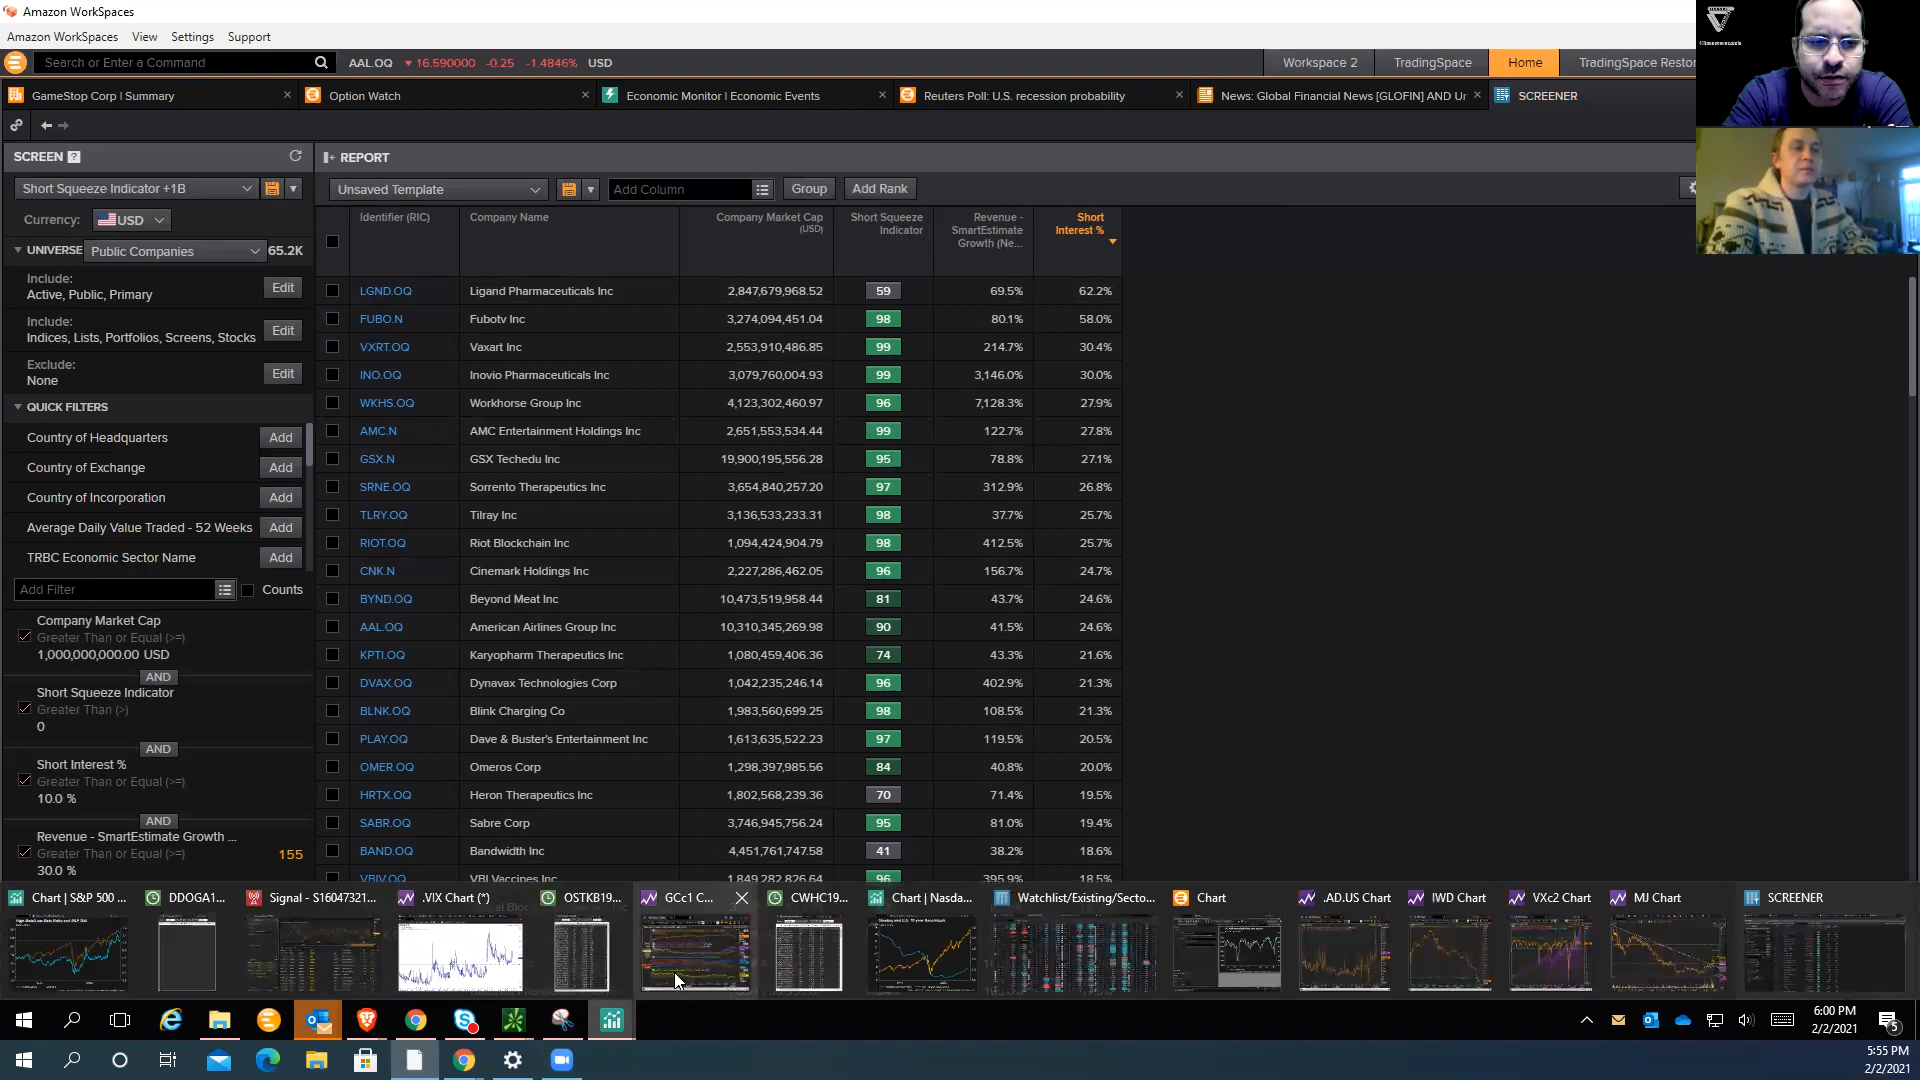 Amazon WorkSpaces
Amazon WorkSpaces View Settings Support
Search or Enter a Command AAL.OQ 16.590000 -0.25 -1.4846% USD Workspace 2 TradingSpace Home TradingSpace Restor
GameStop Corp | Summary Option Watch Economic Monitor | Economic Events Reuters Poll: U.S. recession probability News: Global Financial News [GLOFIN] AND Ur SCREENER
SCREEN ? REPORT
Short Squeeze Indicator +1B Unsaved Template Add Column Group Add Rank
Currency: USD
UNIVERSE Public Companies 65.2K
Include:
Active, Public, Primary Edit
Include:
Indices, Lists, Portfolios, Screens, Stocks Edit
Exclude:
None Edit
QUICK FILTERS
Country of Headquarters Add
Country of Exchange Add
Country of Incorporation Add
Average Daily Value Traded - 52 Weeks Add
TRBC Economic Sector Name Add
Add Filter Counts
Company Market Cap
Greater Than or Equal (>=)
1,000,000,000.00 USD
AND
Short Squeeze Indicator
Greater Than (>)
0
AND
Short Interest %
Greater Than or Equal (>=)
10.0 %
AND
Revenue - SmartEstimate Growth ...
Greater Than or Equal (>=) 155
30.0 %
Identifier (RIC) Company Name Company Market Cap (USD) Short Squeeze Indicator Revenue - SmartEstimate Growth (Ne... Short Interest %
LGND.OQ Ligand Pharmaceuticals Inc 2,847,679,968.52 59 69.5% 62.2%
FUBO.N Fubotv Inc 3,274,094,451.04 98 80.1% 58.0%
VXRT.OQ Vaxart Inc 2,553,910,486.85 99 214.7% 30.4%
INO.OQ Inovio Pharmaceuticals Inc 3,079,760,004.93 99 3,146.0% 30.0%
WKHS.OQ Workhorse Group Inc 4,123,302,460.97 96 7,128.3% 27.9%
AMC.N AMC Entertainment Holdings Inc 2,651,553,534.44 99 122.7% 27.8%
GSX.N GSX Techedu Inc 19,900,195,556.28 95 78.8% 27.1%
SRNE.OQ Sorrento Therapeutics Inc 3,654,840,257.20 97 312.9% 26.8%
TLRY.OQ Tilray Inc 3,136,533,233.31 98 37.7% 25.7%
RIOT.OQ Riot Blockchain Inc 1,094,424,904.79 98 412.5% 25.7%
CNK.N Cinemark Holdings Inc 2,227,286,462.05 96 156.7% 24.7%
BYND.OQ Beyond Meat Inc 10,473,519,958.44 81 43.7% 24.6%
AAL.OQ American Airlines Group Inc 10,310,345,269.98 90 41.5% 24.6%
KPTI.OQ Karyopharm Therapeutics Inc 1,080,459,406.36 74 43.3% 21.6%
DVAX.OQ Dynavax Technologies Corp 1,042,235,246.14 96 402.9% 21.3%
BLNK.OQ Blink Charging Co 1,983,560,699.25 98 108.5% 21.3%
PLAY.OQ Dave & Buster's Entertainment Inc 1,613,635,522.23 97 119.5% 20.5%
OMER.OQ Omeros Corp 1,298,397,985.56 84 40.8% 20.0%
HRTX.OQ Heron Therapeutics Inc 1,802,568,239.36 70 71.4% 19.5%
SABR.OQ Sabre Corp 3,746,945,756.24 95 81.0% 19.4%
BAND.OQ Bandwidth Inc 4,451,761,747.58 41 38.2% 18.6%
VBIV.OQ VBI Vaccines Inc 1,849,282,826.64 96 395.9% 18.5%
Chart | S&P 500 ... DDOGA1... Signal - S16047321... .VIX Chart (*) OSTKB19... GCc1 C... CWHC19... Chart | Nasda... Watchlist/Existing/Secto... Chart .AD.US Chart IWD Chart VXc2 Chart MJ Chart SCREENER
6:00 PM
2/2/2021 5
5:55 PM
2/2/2021